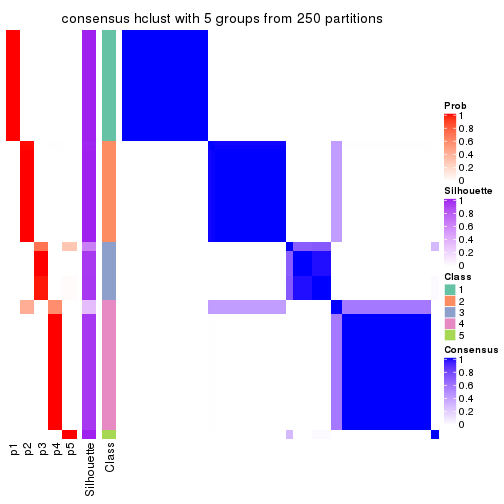 consensus hclust with 5 groups from 250 partitions
Prob
1
0.8
0.6
0.4
0.2
0
Silhouette
1
0.8
0.6
0.4
0.2
0
Class
1
2
3
4
5
Consensus
1
0.8
0.6
0.4
0.2
0
p1
p2
p3
p4
p5
Silhouette
Class